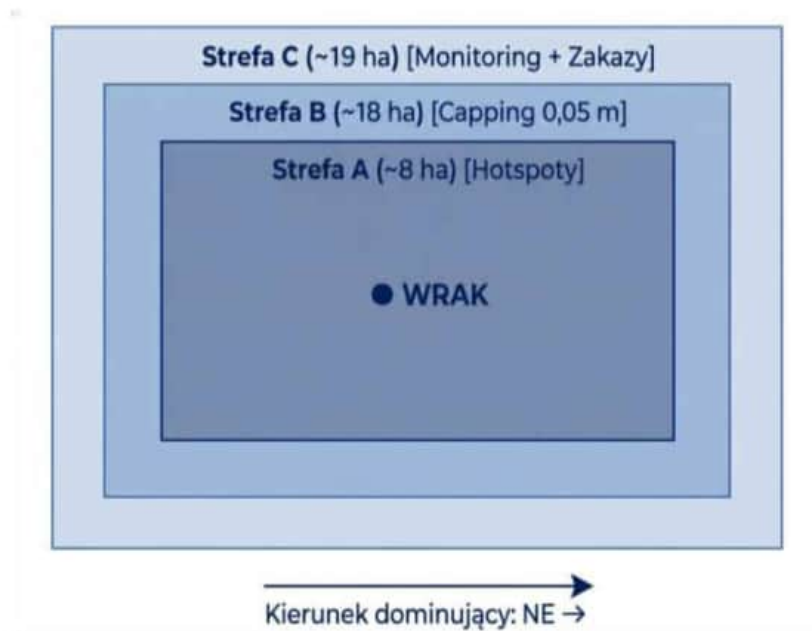 Strefa C (~19 ha) [Monitoring + Zakazy]
Strefa B (~18 ha) [Capping 0,05 m]
Strefa A (~8 ha) [Hotspoty]
WRAK
Kierunek dominujący: NE →